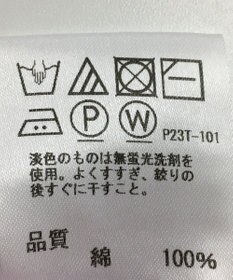 P W P23T-101
淡色のものは無蛍光洗剤を
使用。よくすすぎ、絞りの
後すぐに干すこと。
品質 綿 100%